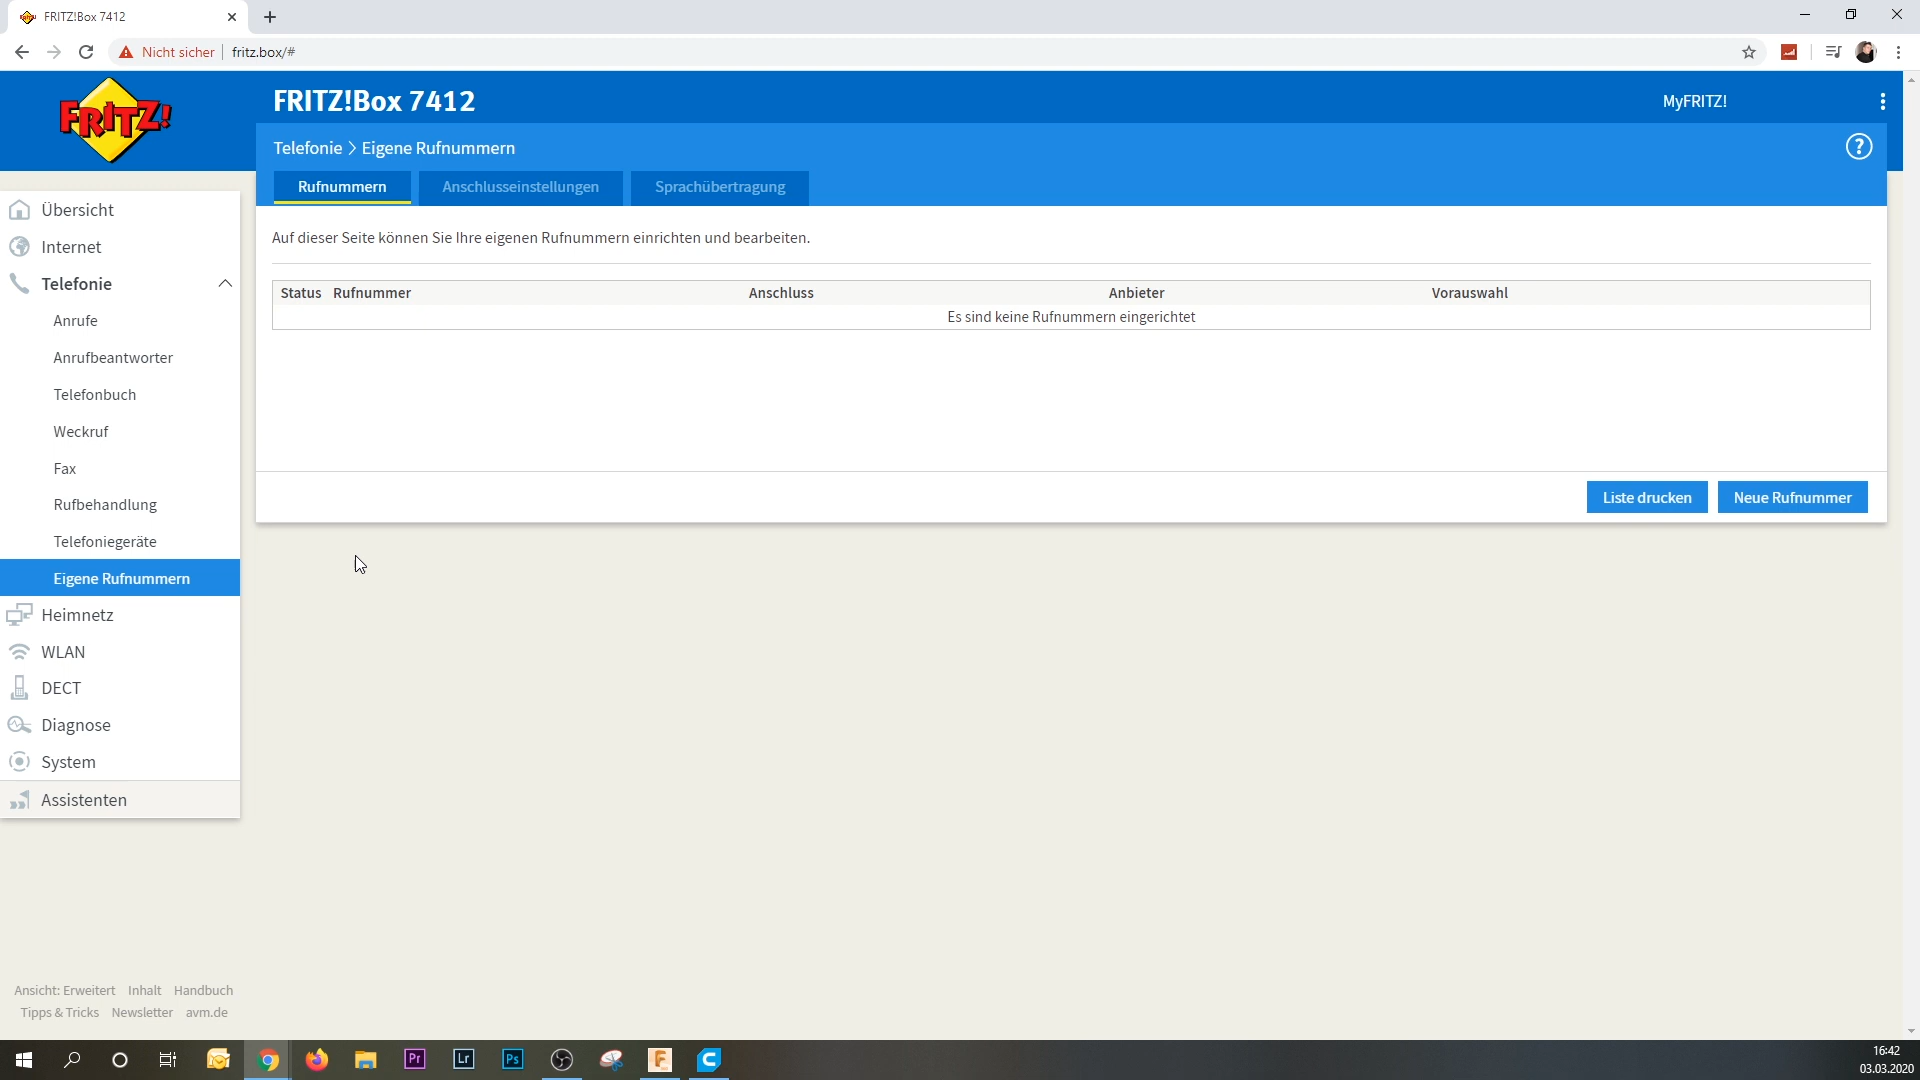 FRITZ!Box 7412
Nicht sicher fritz.box/#
FRITZ!
FRITZ!Box 7412
MyFRITZ!
Telefonie > Eigene Rufnummern
Rufnummern Anschlusseinstellungen Sprachübertragung
Auf dieser Seite können Sie Ihre eigenen Rufnummern einrichten und bearbeiten.
Status Rufnummer Anschluss Anbieter Vorauswahl
Es sind keine Rufnummern eingerichtet
Liste drucken Neue Rufnummer
Übersicht
Internet
Telefonie
Anrufe
Anrufbeantworter
Telefonbuch
Weckruf
Fax
Rufbehandlung
Telefoniegeräte
Eigene Rufnummern
Heimnetz
WLAN
DECT
Diagnose
System
Assistenten
Ansicht: Erweitert Inhalt Handbuch
Tipps & Tricks Newsletter avm.de
Pr Lr Ps F C
16:42
03.03.2020